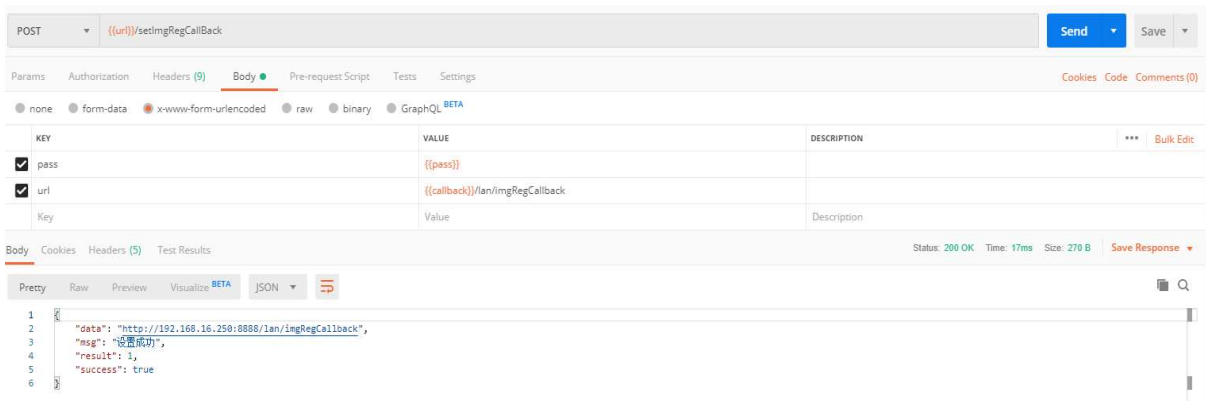 POST {{url}}/setImgRegCallBack Send Save
Params Authorization Headers (9) Body Pre-request Script Tests Settings Cookies Code Comments (0)
none form-data x-www-form-urlencoded raw binary GraphQL BETA
KEY VALUE DESCRIPTION ••• Bulk Edit
pass {{pass}}
url {{callback}}/lan/imgRegCallback
Key Value Description
Body Cookies Headers (5) Test Results Status: 200 OK Time: 17ms Size: 270 B Save Response
Pretty Raw Preview Visualize BETA JSON
1 {
2 "data": "http://192.168.16.250:8888/lan/imgRegCallback",
3 "msg": "设置成功",
4 "result": 1,
5 "success": true
6 }